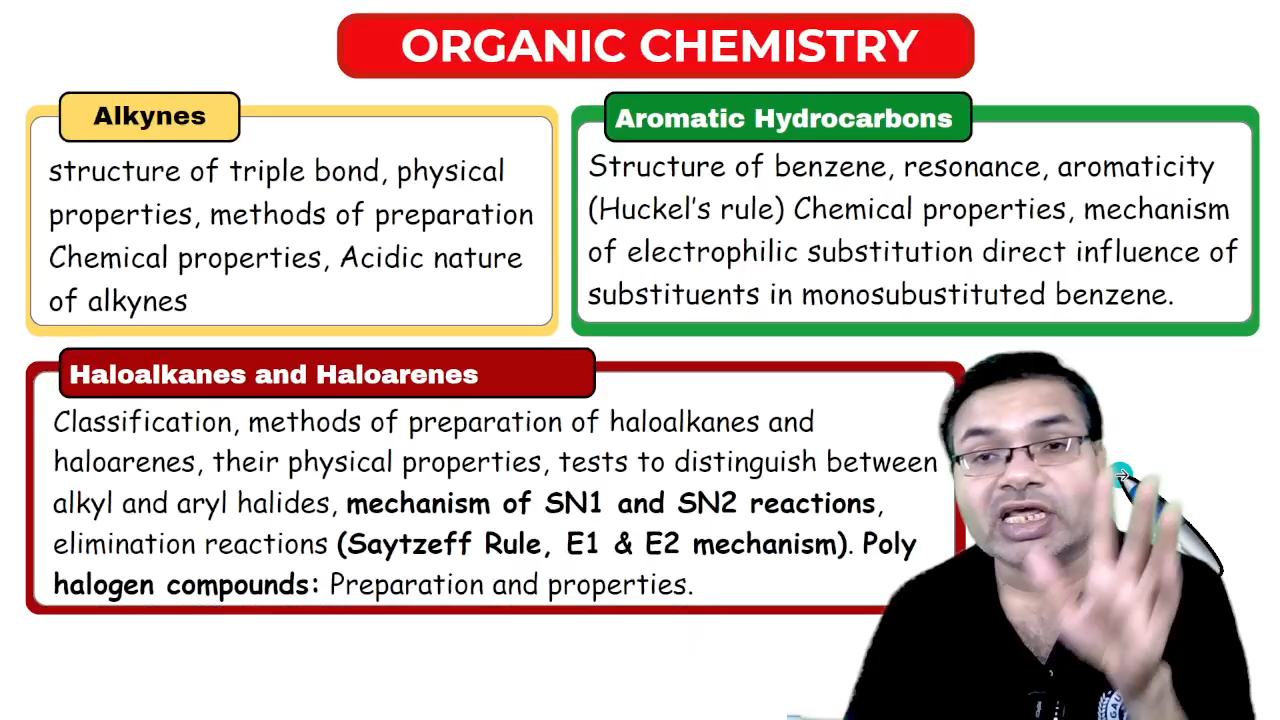 ORGANIC CHEMISTRY
Alkynes
structure of triple bond, physical
properties, methods of preparation
Chemical properties, Acidic nature
of alkynes
Aromatic Hydrocarbons
Structure of benzene, resonance, aromaticity
(Huckel's rule) Chemical properties, mechanism
of electrophilic substitution direct influence of
substituents in monosubustituted benzene.
Haloalkanes and Haloarenes
Classification, methods of preparation of haloalkanes and
haloarenes, their physical properties, tests to distinguish between
alkyl and aryl halides, mechanism of SN1 and SN2 reactions,
elimination reactions (Saytzeff Rule, E1 & E2 mechanism). Poly
halogen compounds: Preparation and properties.